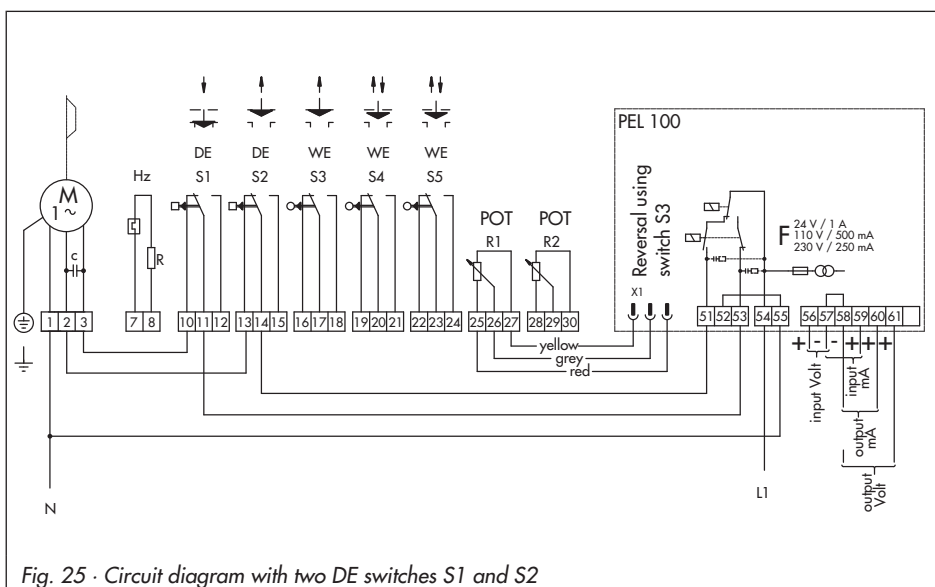 PEL 100
DE DE WE WE WE
Hz S1 S2 S3 S4 S5
M
1~
c
R
POT POT
R1 R2
Reversal using
switch S3
X1
F 24 V / 1 A
110 V / 500 mA
230 V / 250 mA
1 2 3 7 8 10 11 12 13 14 15 16 17 18 19 20 21 22 23 24 25 26 27 28 29 30 51 52 53 54 55 56 57 58 59 60 61
yellow
grey
red
+ - - + + +
input Volt
input
mA
output
mA
output
Volt
N
L1
Fig. 25 · Circuit diagram with two DE switches S1 and S2